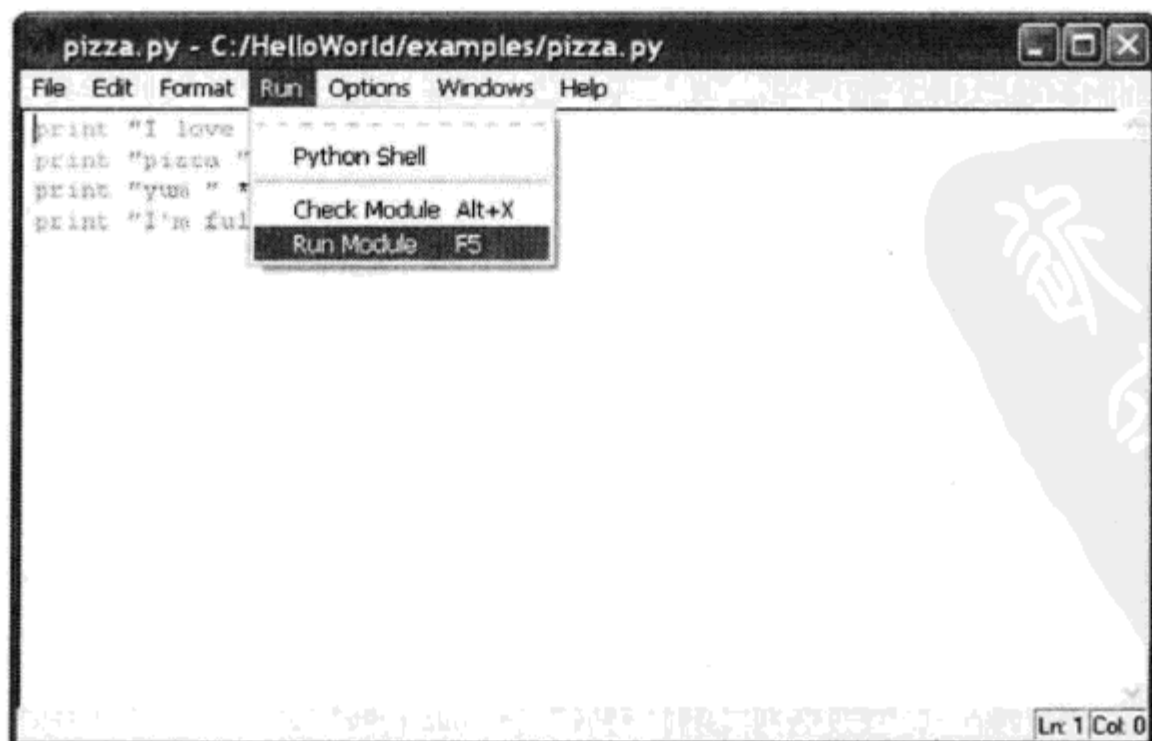 pizza.py - C:/HelloWorld/examples/pizza.py
File Edit Format Run Options Windows Help
print "I love
print "pizza "
print "yum " *
print "I'm ful
Python Shell
Check Module Alt+X
Run Module F5
Ln: 1 Col: 0